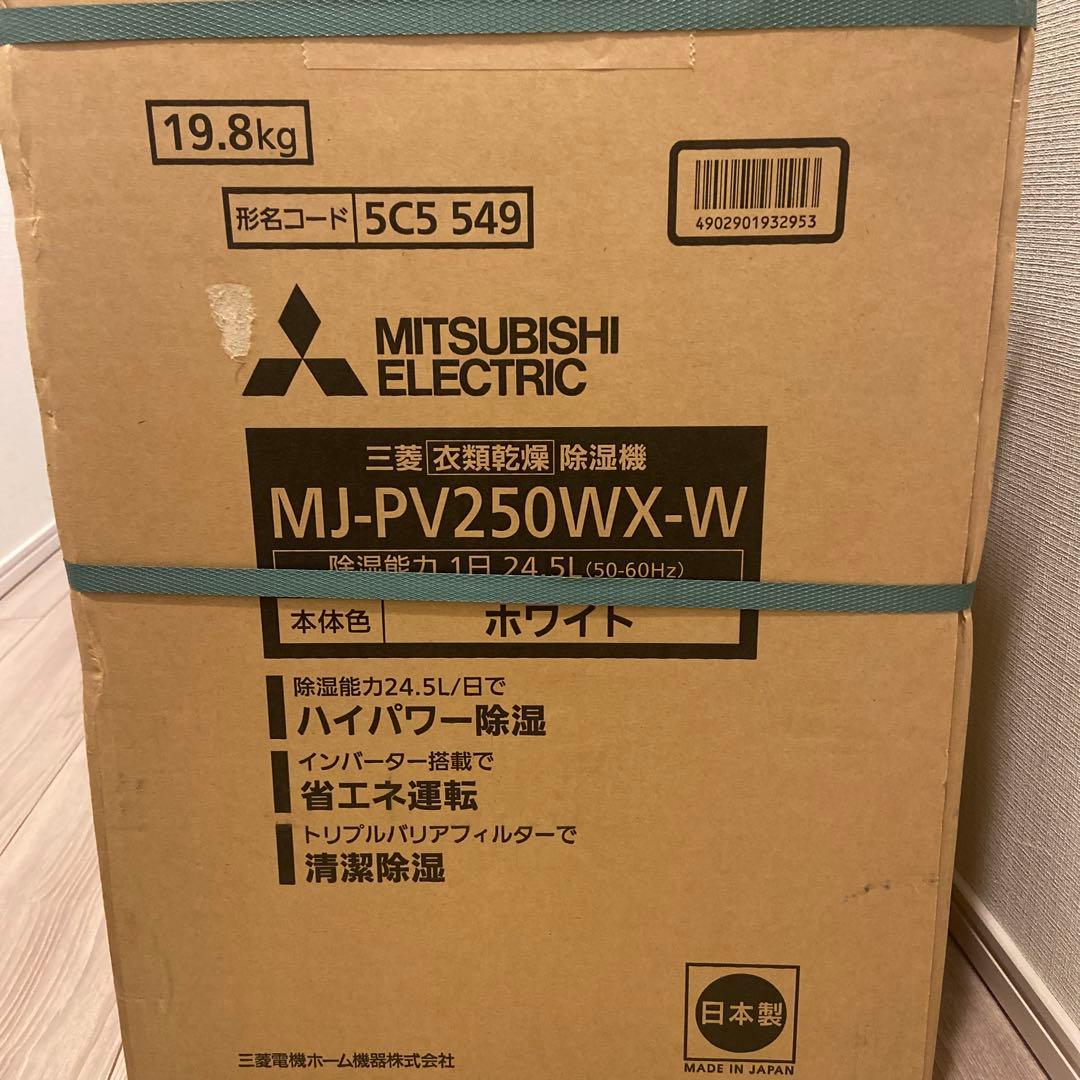 19.8kg
4902901932953
形名コード 5C5 549
MITSUBISHI
ELECTRIC
三菱 衣類乾燥 除湿機
MJ-PV250WX-W
除湿能力 1日 24.5L(50-60Hz)
本体色 ホワイト
除湿能力24.5L/日で
ハイパワー除湿
インバーター搭載で
省エネ運転
トリプルバリアフィルターで
清潔除湿
日本製
MADE IN JAPAN
三菱電機ホーム機器株式会社